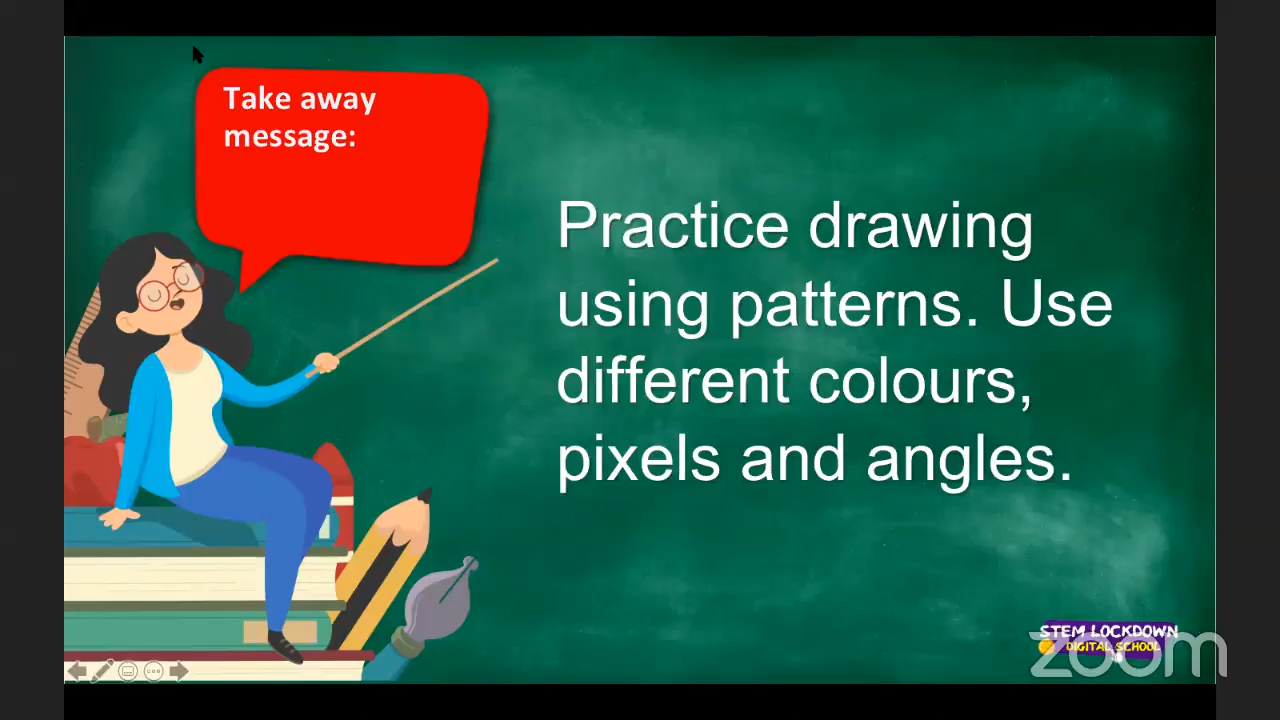 Take away
message:
Practice drawing
using patterns. Use
different colours,
pixels and angles.
STEM LOCKDOWN
DIGITAL SCHOOL
zoom